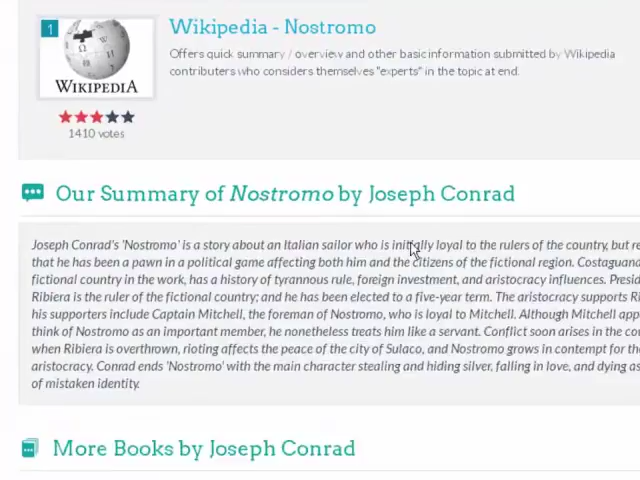 1
Wikipedia - Nostromo
Offers quick summary / overview and other basic information submitted by Wikipedia
contributers who considers themselves "experts" in the topic at end.
WIKIPEDIA
1410 votes
Our Summary of Nostromo by Joseph Conrad
Joseph Conrad's 'Nostromo' is a story about an Italian sailor who is initially loyal to the rulers of the country, but re
that he has been a pawn in a political game affecting both him and the citizens of the fictional region. Costaguana
fictional country in the work, has a history of tyrannous rule, foreign investment, and aristocracy influences. Presid
Ribiera is the ruler of the fictional country; and he has been elected to a five-year term. The aristocracy supports Ri
his supporters include Captain Mitchell, the foreman of Nostromo, who is loyal to Mitchell. Although Mitchell app
think of Nostromo as an important member, he nonetheless treats him like a servant. Conflict soon arises in the cou
when Ribiera is overthrown, rioting affects the peace of the city of Sulaco, and Nostromo grows in contempt for the
aristocracy. Conrad ends 'Nostromo' with the main character stealing and hiding silver, falling in love, and dying as
of mistaken identity.
More Books by Joseph Conrad